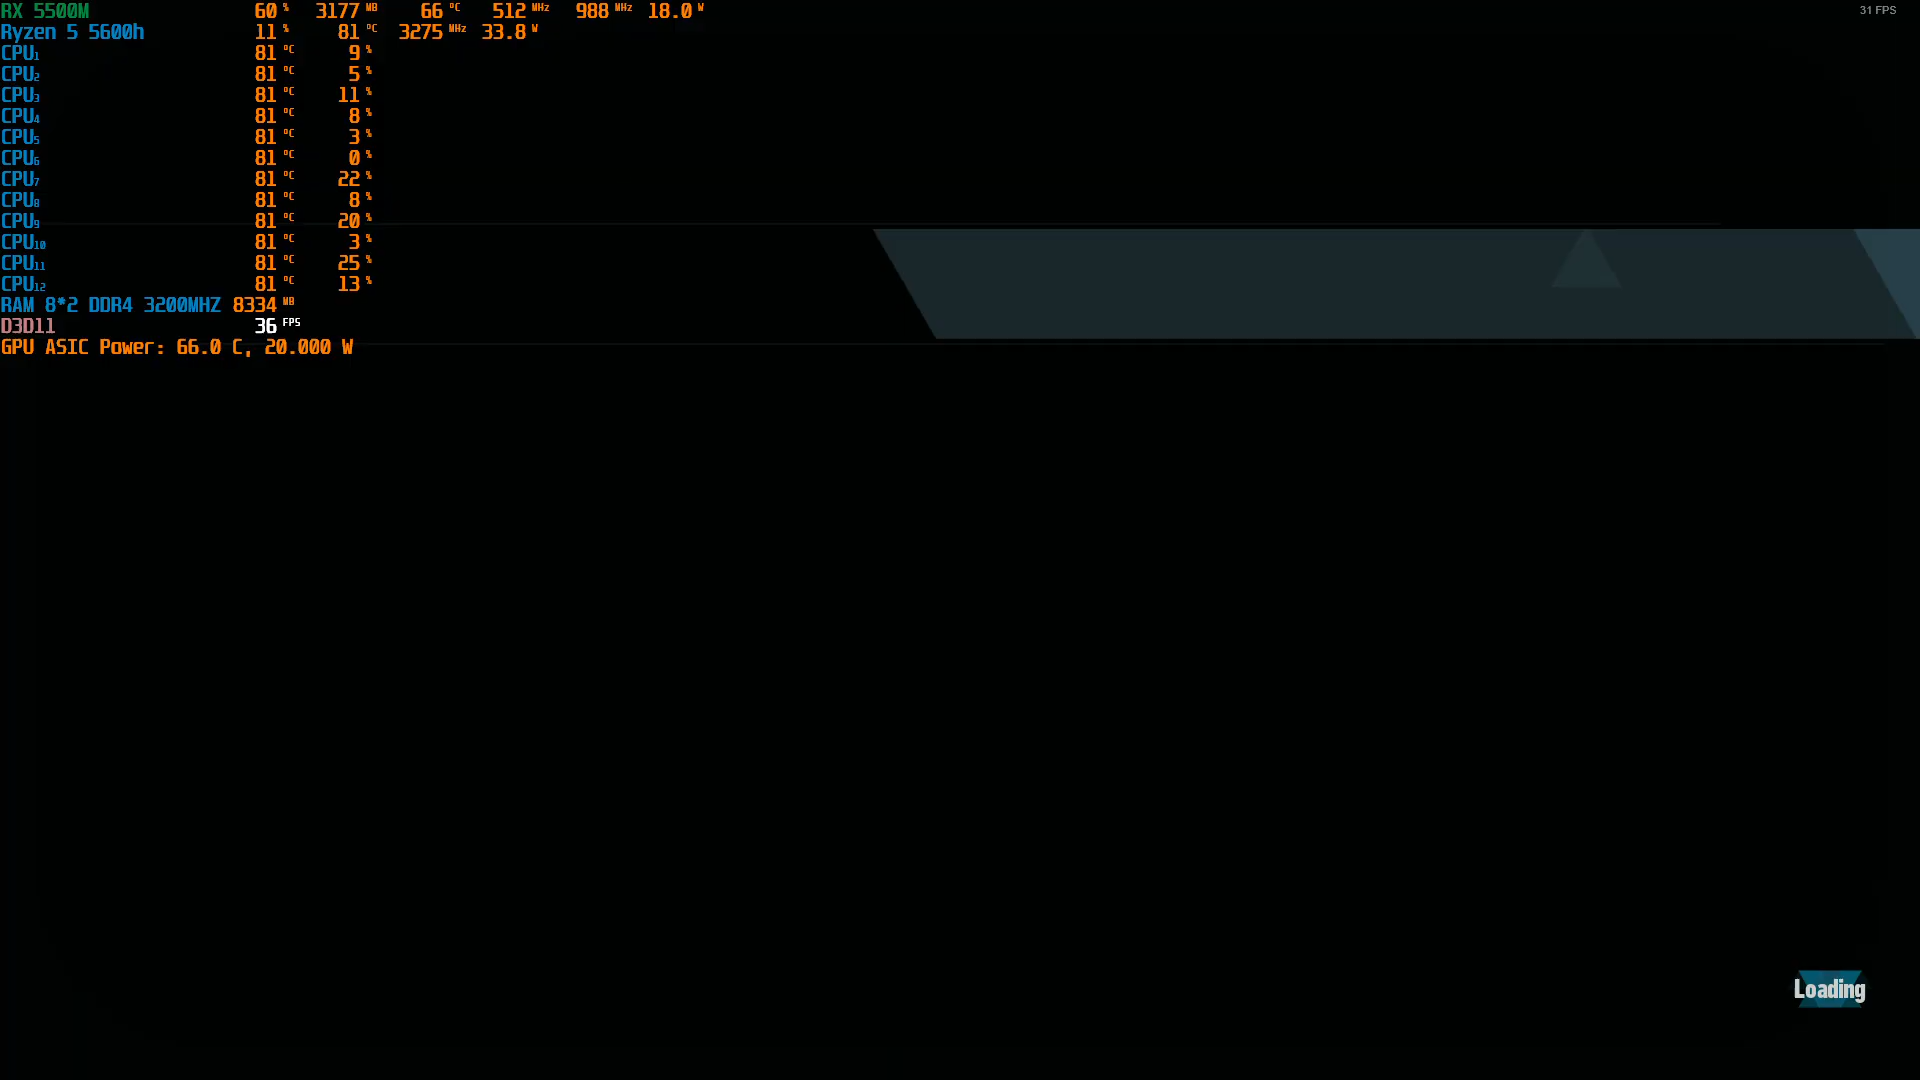 RX 5500M 60 % 3177 MB 66 °C 512 MHz 988 MHz 18.0 W
31 FPS
Ryzen 5 5600h 11 % 81 °C 3275 MHz 33.8 W
CPU1 81 °C 9 %
CPU2 81 °C 5 %
CPU3 81 °C 11 %
CPU4 81 °C 8 %
CPU5 81 °C 3 %
CPU6 81 °C 0 %
CPU7 81 °C 22 %
CPU8 81 °C 8 %
CPU9 81 °C 20 %
CPU10 81 °C 3 %
CPU11 81 °C 25 %
CPU12 81 °C 13 %
RAM 8*2 DDR4 3200MHZ 8334 MB
D3D11 36 FPS
GPU ASIC Power: 66.0 C, 20.000 W
Loading